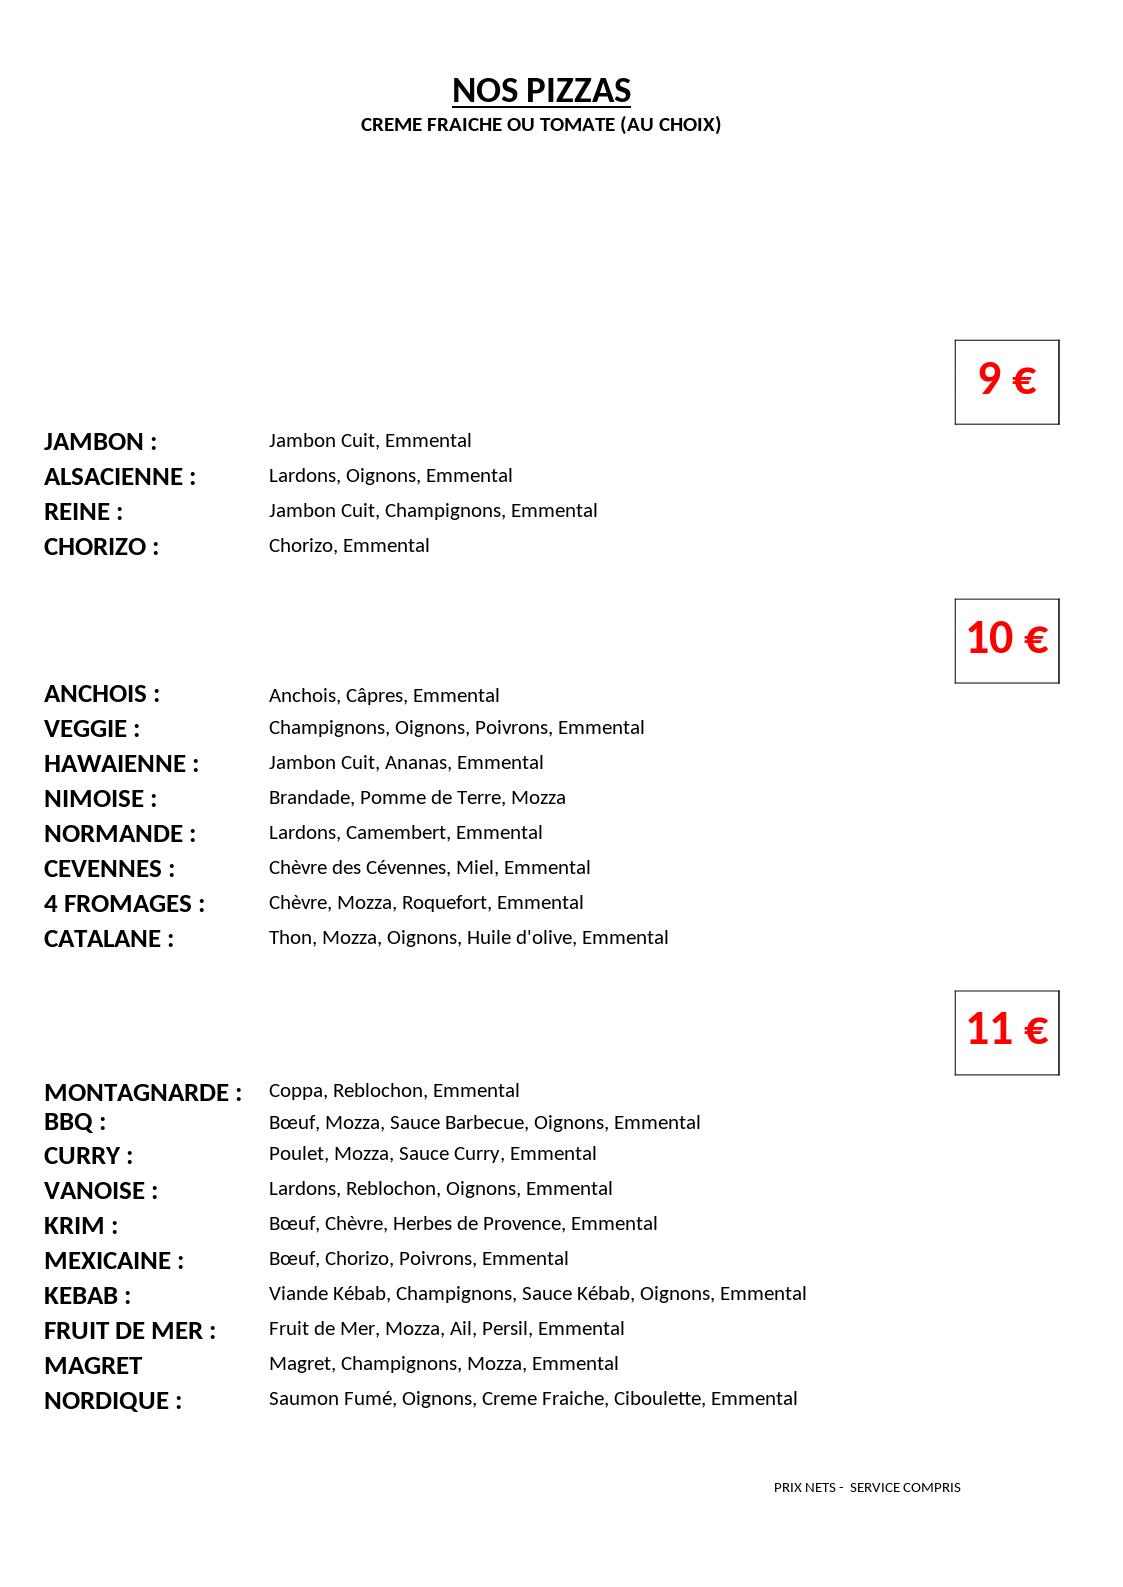 NOS PIZZAS
CREME FRAICHE OU TOMATE (AU CHOIX)
9 €
JAMBON : Jambon Cuit, Emmental
ALSACIENNE : Lardons, Oignons, Emmental
REINE : Jambon Cuit, Champignons, Emmental
CHORIZO : Chorizo, Emmental
10 €
ANCHOIS : Anchois, Câpres, Emmental
VEGGIE : Champignons, Oignons, Poivrons, Emmental
HAWAIENNE : Jambon Cuit, Ananas, Emmental
NIMOISE : Brandade, Pomme de Terre, Mozza
NORMANDE : Lardons, Camembert, Emmental
CEVENNES : Chèvre des Cévennes, Miel, Emmental
4 FROMAGES : Chèvre, Mozza, Roquefort, Emmental
CATALANE : Thon, Mozza, Oignons, Huile d'olive, Emmental
11 €
MONTAGNARDE : Coppa, Reblochon, Emmental
BBQ : Bœuf, Mozza, Sauce Barbecue, Oignons, Emmental
CURRY : Poulet, Mozza, Sauce Curry, Emmental
VANOISE : Lardons, Reblochon, Oignons, Emmental
KRIM : Bœuf, Chèvre, Herbes de Provence, Emmental
MEXICAINE : Bœuf, Chorizo, Poivrons, Emmental
KEBAB : Viande Kébab, Champignons, Sauce Kébab, Oignons, Emmental
FRUIT DE MER : Fruit de Mer, Mozza, Ail, Persil, Emmental
MAGRET Magret, Champignons, Mozza, Emmental
NORDIQUE : Saumon Fumé, Oignons, Creme Fraiche, Ciboulette, Emmental
PRIX NETS - SERVICE COMPRIS